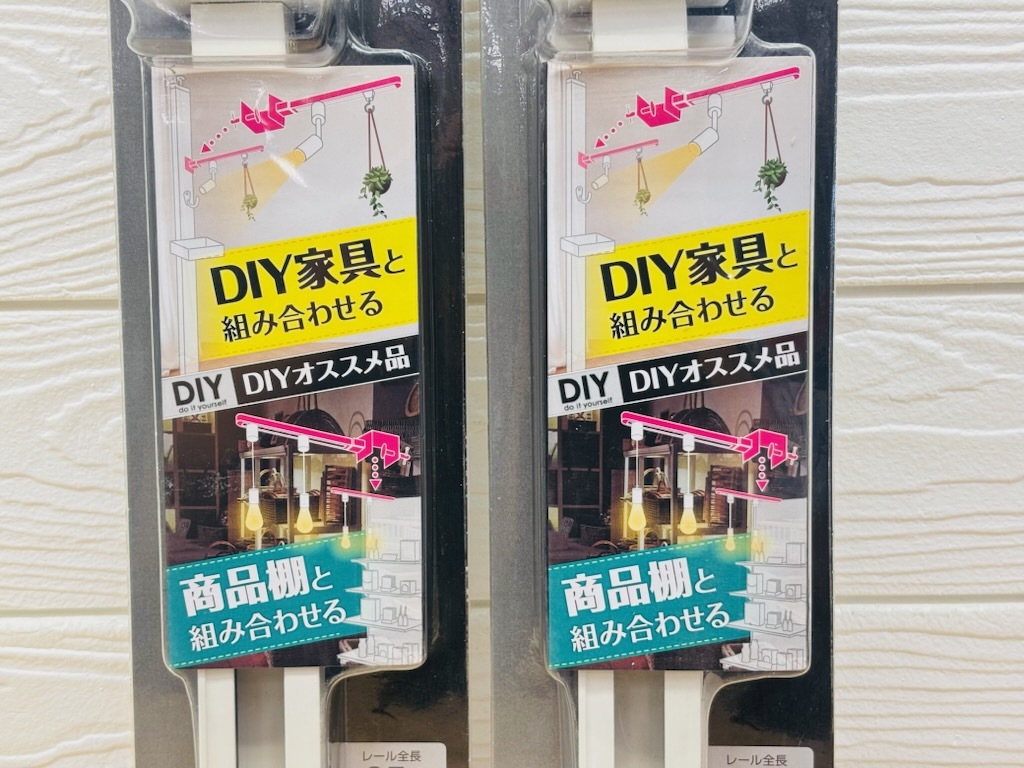 DIY家具と
組み合わせる
DIY
do it yourself
DIYオススメ品
商品棚と
組み合わせる
レール全長
DIY家具と
組み合わせる
DIY
do it yourself
DIYオススメ品
商品棚と
組み合わせる
レール全長